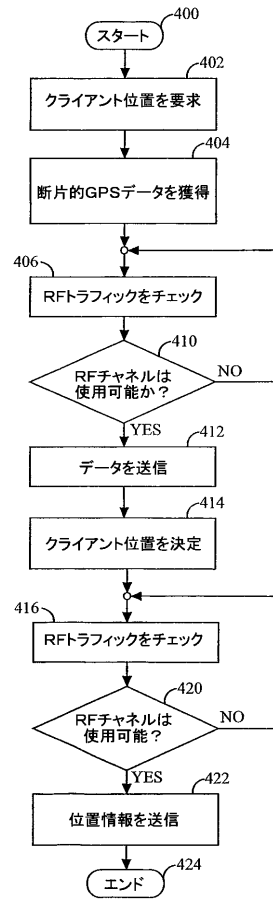 400
スタート
402
クライアント位置を要求
404
断片的GPSデータを獲得
406
RFトラフィックをチェック
410
RFチャネルは
使用可能か？
NO
YES
412
データを送信
414
クライアント位置を決定
416
RFトラフィックをチェック
420
RFチャネルは
使用可能？
NO
YES
422
位置情報を送信
エンド
424